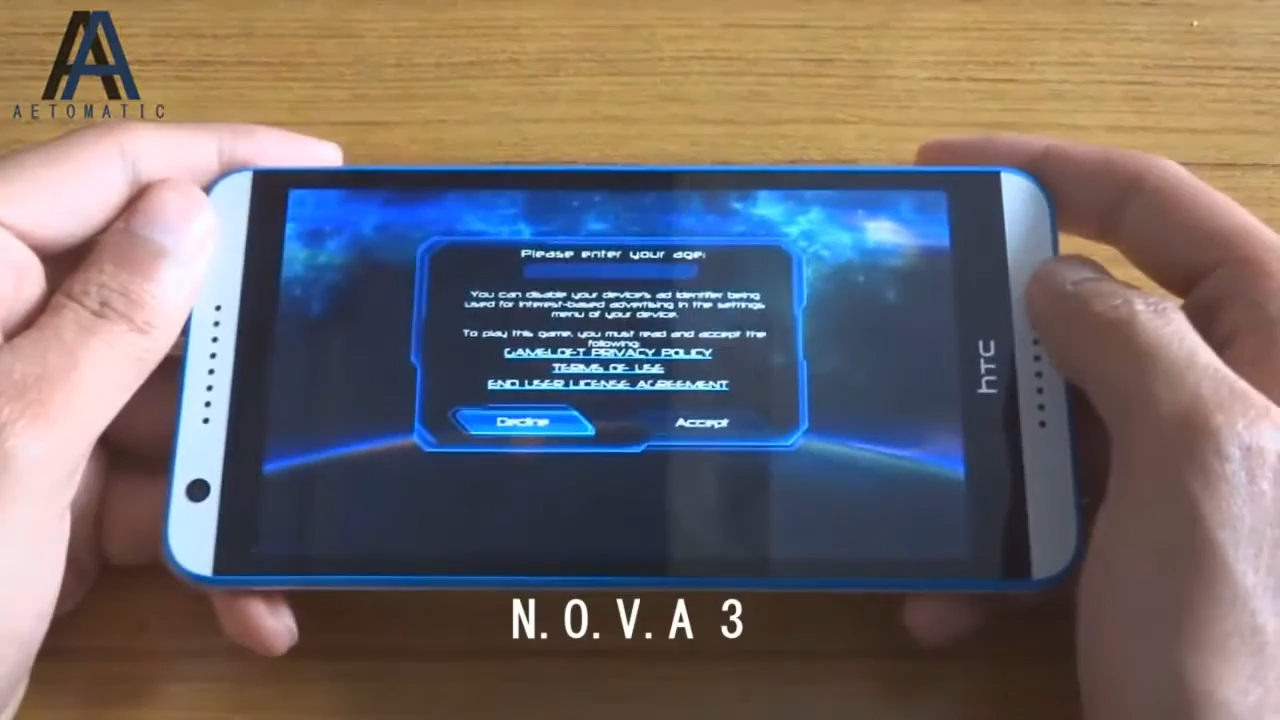 AETOMATIC
Please enter your age:
You can disable your device's ad identifier being
used for interest-based advertising in the settings
menu of your device.
To play this game, you must read and accept the
following:
GAMELOFT PRIVACY POLICY
TERMS OF USE
END USER LICENSE AGREEMENT
Decline Accept
hTC
N.O.V.A 3